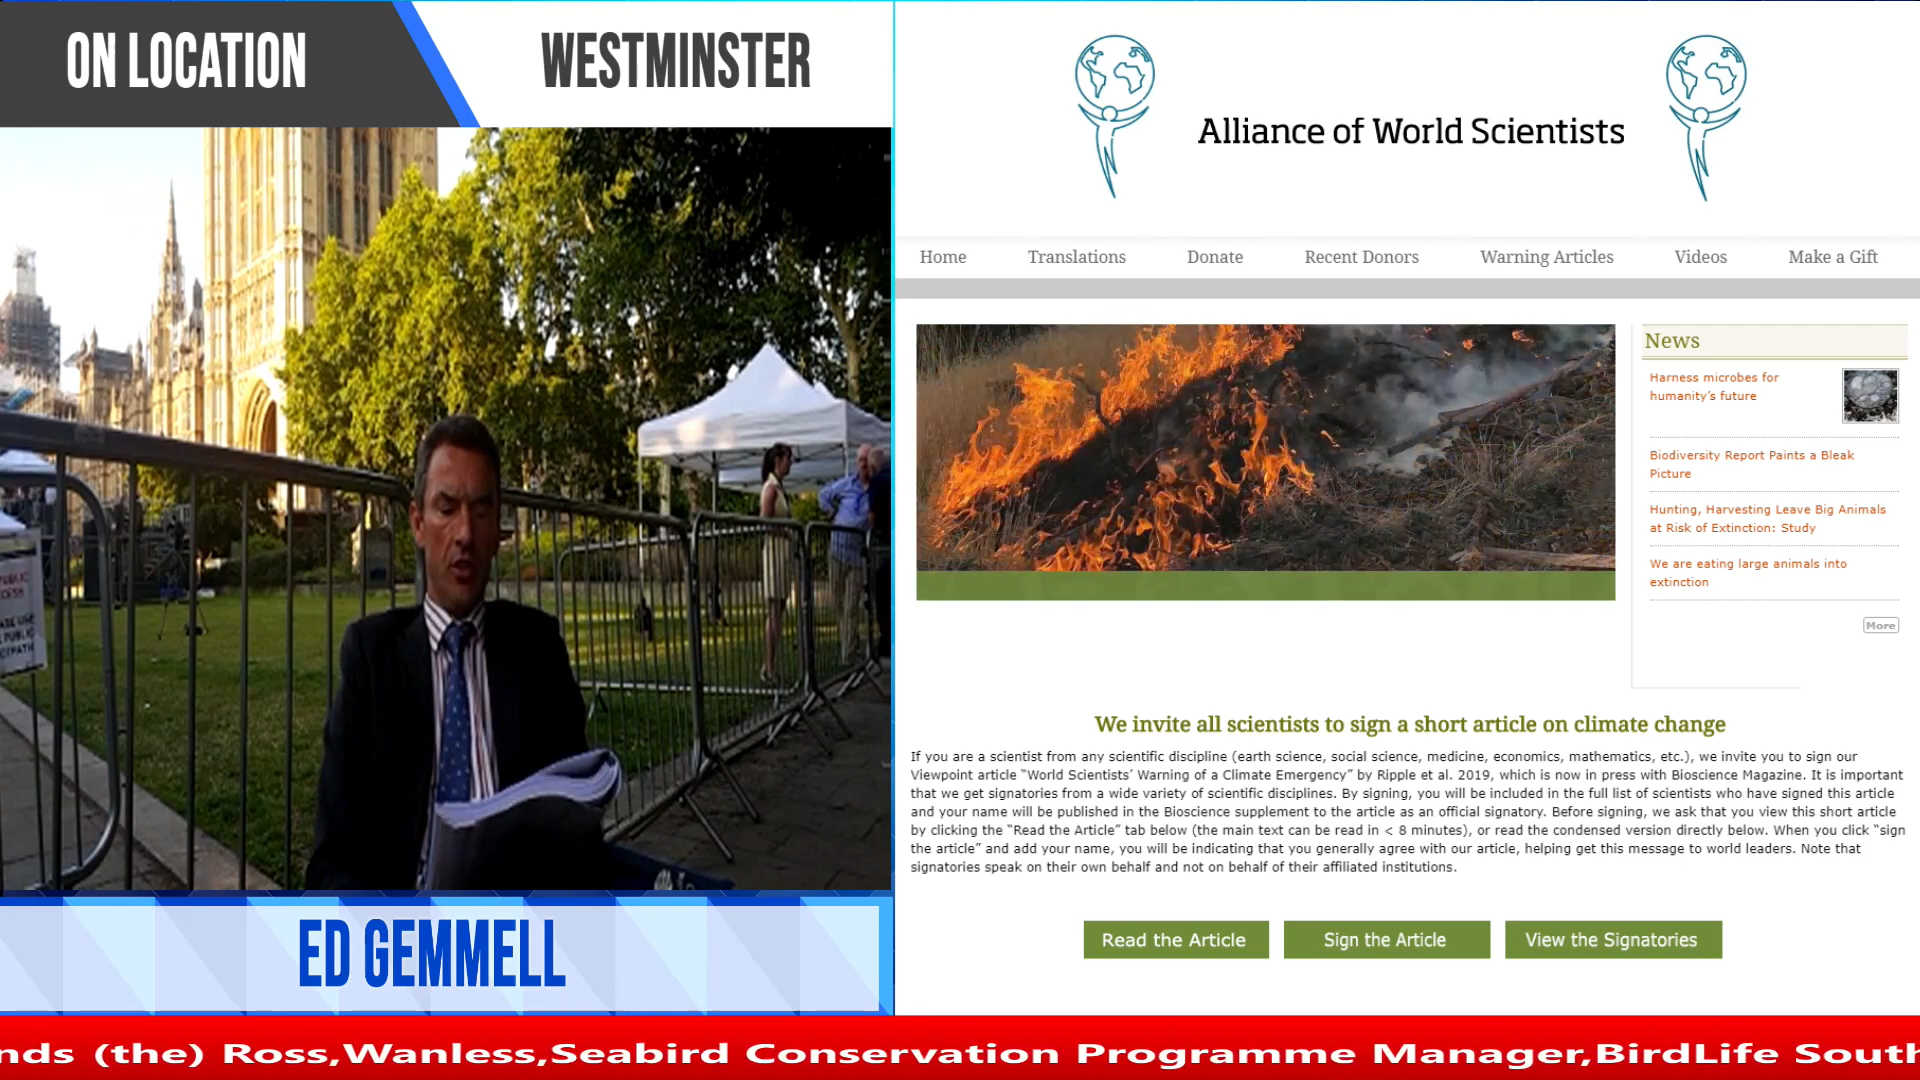 ON LOCATION
WESTMINSTER
Alliance of World Scientists
Home
Translations
Donate
Recent Donors
Warning Articles
Videos
Make a Gift
News
Harness microbes for
humanity's future
Biodiversity Report Paints a Bleak
Picture
Hunting, Harvesting Leave Big Animals
at Risk of Extinction: Study
We are eating large animals into
extinction
More
We invite all scientists to sign a short article on climate change
If you are a scientist from any scientific discipline (earth science, social science, medicine, economics, mathematics, etc.), we invite you to sign our
Viewpoint article “World Scientists’ Warning of a Climate Emergency” by Ripple et al. 2019, which is now in press with Bioscience Magazine. It is important
that we get signatories from a wide variety of scientific disciplines. By signing, you will be included in the full list of scientists who have signed this article
and your name will be published in the Bioscience supplement to the article as an official signatory. Before signing, we ask that you view this short article
by clicking the “Read the Article” tab below (the main text can be read in < 8 minutes), or read the condensed version directly below. When you click “sign
the article” and add your name, you will be indicating that you generally agree with our article, helping get this message to world leaders. Note that
signatories speak on their own behalf and not on behalf of their affiliated institutions.
Read the Article
Sign the Article
View the Signatories
ED GEMMELL
nds (the) Ross,Wanless,Seabird Conservation Programme Manager,BirdLife South